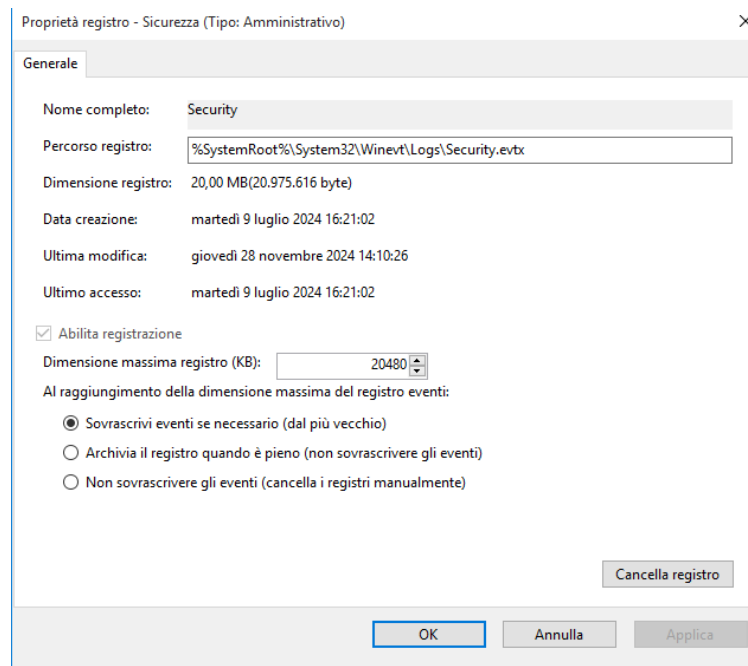 Proprietà registro - Sicurezza (Tipo: Amministrativo)
Generale
Nome completo: Security
Percorso registro: %SystemRoot%\System32\Winevt\Logs\Security.evtx
Dimensione registro: 20,00 MB(20.975.616 byte)
Data creazione: martedì 9 luglio 2024 16:21:02
Ultima modifica: giovedì 28 novembre 2024 14:10:26
Ultimo accesso: martedì 9 luglio 2024 16:21:02
Abilita registrazione
Dimensione massima registro (KB): 20480
Al raggiungimento della dimensione massima del registro eventi:
Sovrascrivi eventi se necessario (dal più vecchio)
Archivia il registro quando è pieno (non sovrascrivere gli eventi)
Non sovrascrivere gli eventi (cancella i registri manualmente)
Cancella registro
OK Annulla Applica